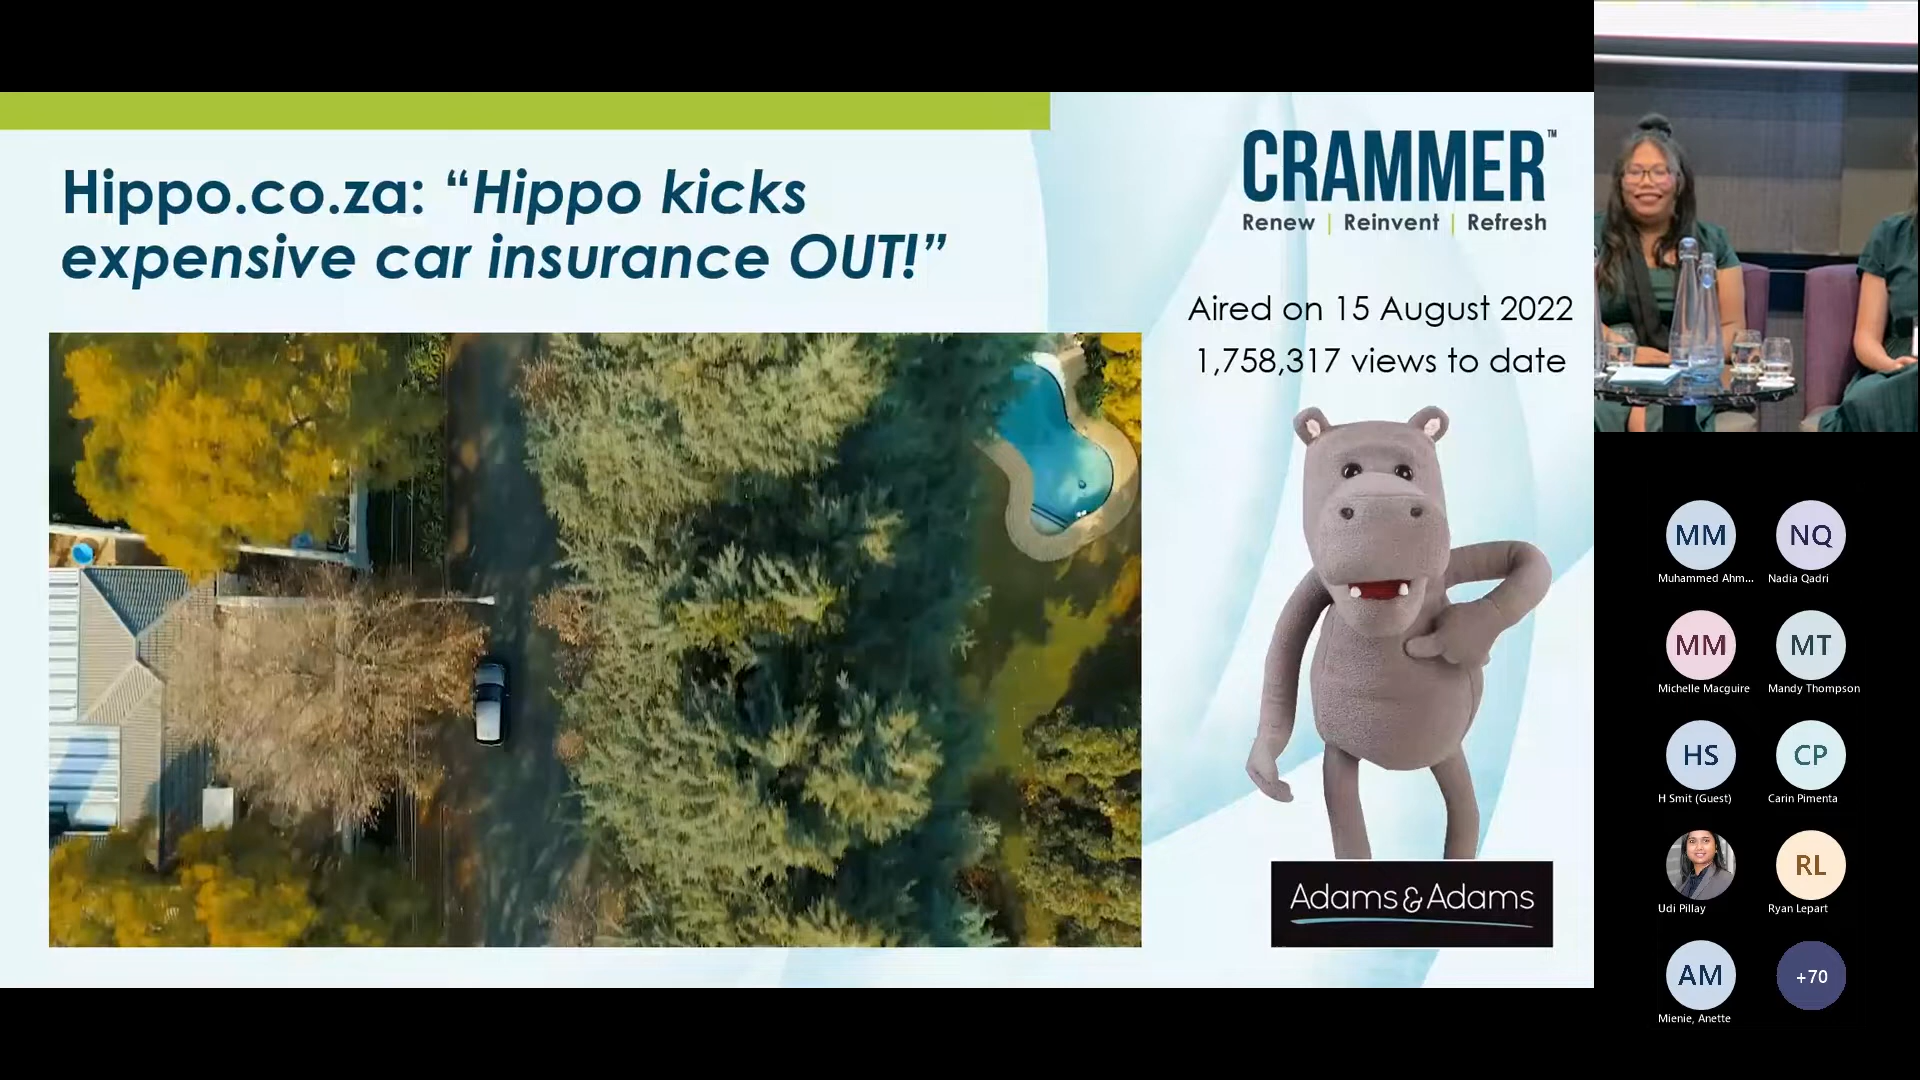 Hippo.co.za: “Hippo kicks
expensive car insurance OUT!”
CRAMMER™
Renew | Reinvent | Refresh
Aired on 15 August 2022
1,758,317 views to date
Adams&Adams
MM
Muhammed Ahm...
NQ
Nadia Qadri
MM
Michelle Macguire
MT
Mandy Thompson
HS
H Smit (Guest)
CP
Carin Pimenta
Udi Pillay
RL
Ryan Lepart
AM
Mienie, Anette
+70